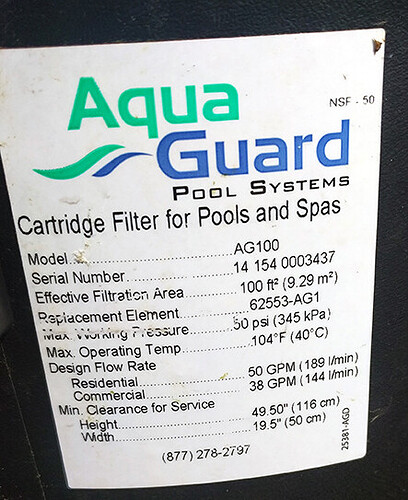 Aqua
Guard
NSF - 50
POOL SYSTEMS
Cartridge Filter for Pools and Spas
Model..............................AG100
Serial Number....................14 154 0003437
Effective Filtration Area..........100 ft² (9.29 m²)
Replacement Element............62553-AG1
Max. Working Pressure..........50 psi (345 kPa)
Max. Operating Temp............104°F (40°C)
Design Flow Rate
Residential..........................50 GPM (189 l/min)
Commercial........................38 GPM (144 l/min)
Min. Clearance for Service
Height................................49.50" (116 cm)
Width.................................19.5" (50 cm)
(877) 278-2797
25381-AGD